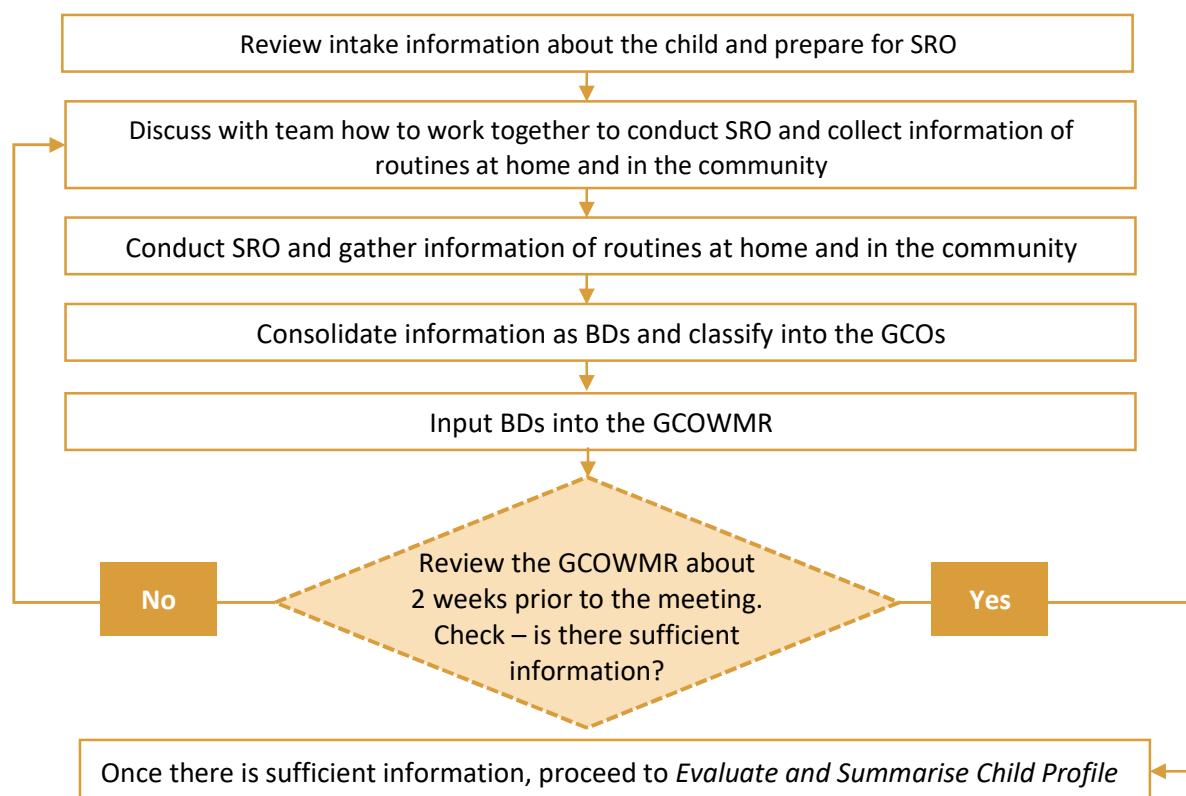 Review intake information about the child and prepare for SRO
Discuss with team how to work together to conduct SRO and collect information of
routines at home and in the community
Conduct SRO and gather information of routines at home and in the community
Consolidate information as BDs and classify into the GCOs
Input BDs into the GCOWMR
Review the GCOWMR about
2 weeks prior to the meeting.
Check – is there sufficient
information?
No
Yes
Once there is sufficient information, proceed to Evaluate and Summarise Child Profile